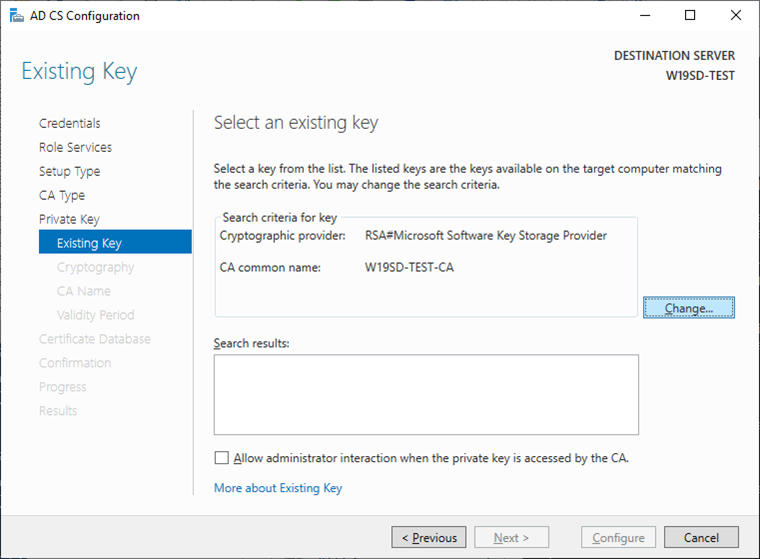 AD CS Configuration
DESTINATION SERVER
W19SD-TEST
Existing Key
Credentials
Role Services
Setup Type
CA Type
Private Key
Existing Key
Cryptography
CA Name
Validity Period
Certificate Database
Confirmation
Progress
Results
Select an existing key
Select a key from the list. The listed keys are the keys available on the target computer matching
the search criteria. You may change the search criteria.
Search criteria for key
Cryptographic provider: RSA#Microsoft Software Key Storage Provider
CA common name: W19SD-TEST-CA
Change...
Search results:
Allow administrator interaction when the private key is accessed by the CA.
More about Existing Key
< Previous
Next >
Configure
Cancel